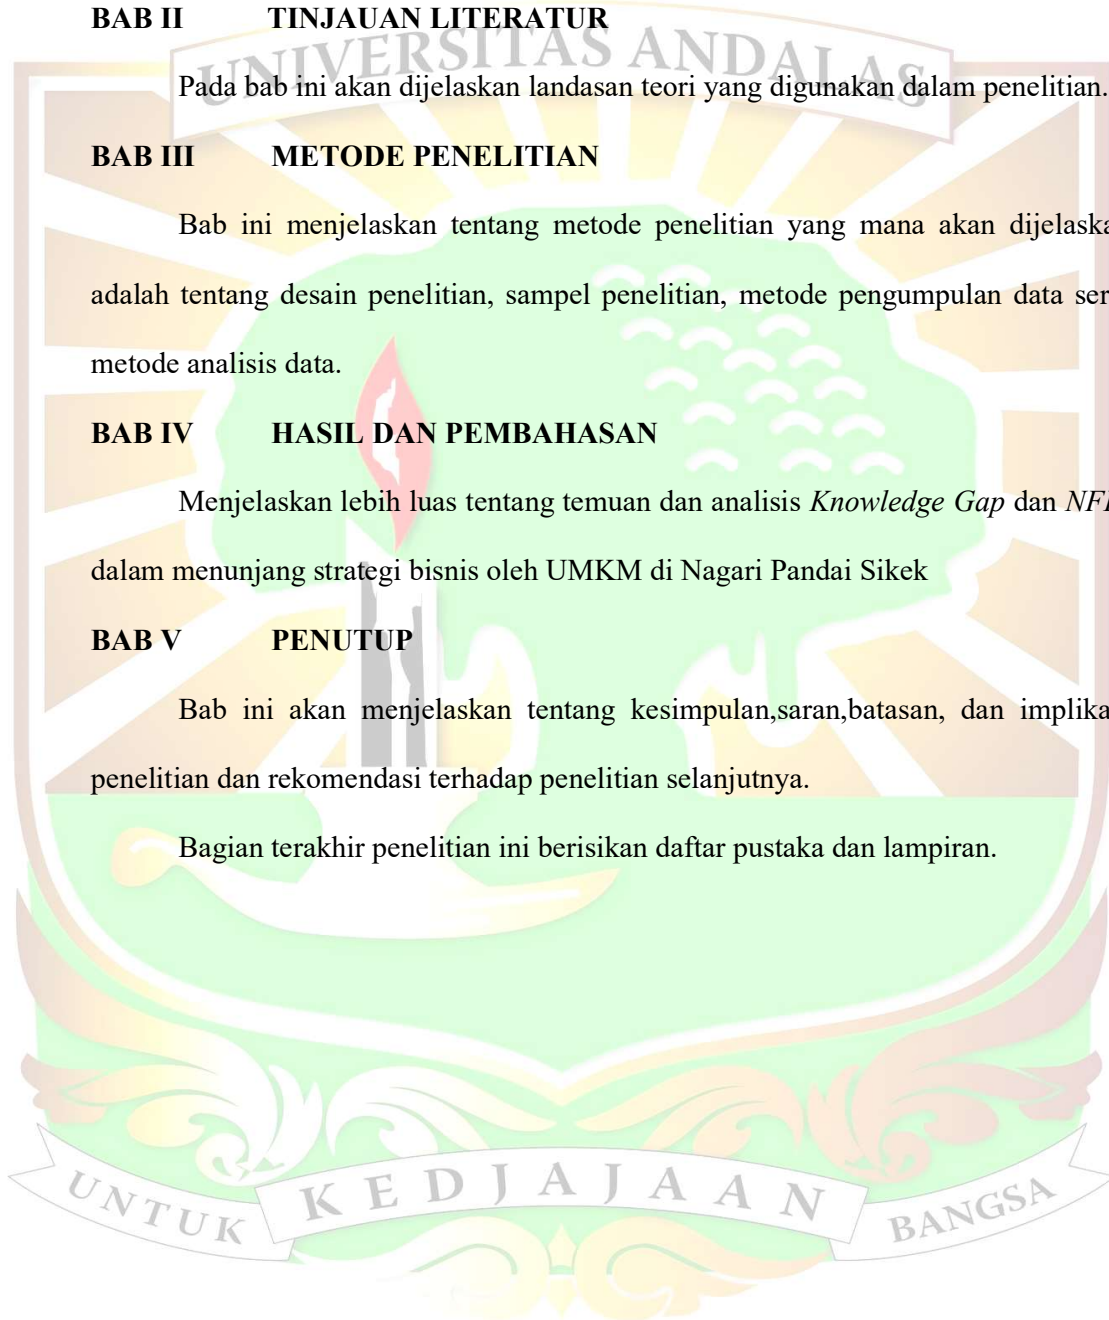 BAB II TINJAUAN LITERATUR
UNIVERSITAS ANDALAS
Pada bab ini akan dijelaskan landasan teori yang digunakan dalam penelitian.
BAB III METODE PENELITIAN
Bab ini menjelaskan tentang metode penelitian yang mana akan dijelaska
adalah tentang desain penelitian, sampel penelitian, metode pengumpulan data ser
metode analisis data.
BAB IV HASIL DAN PEMBAHASAN
Menjelaskan lebih luas tentang temuan dan analisis Knowledge Gap dan
dalam menunjang strategi bisnis oleh UMKM di Nagari Pandai Sikek
BAB V PENUTUP
Bab ini akan menjelaskan tentang kesimpulan,saran,batasan, dan implika
penelitian dan rekomendasi terhadap penelitian selanjutnya.
Bagian terakhir penelitian ini berisikan daftar pustaka dan lampiran.
UNTUK KEDJAJAAN BANGSA